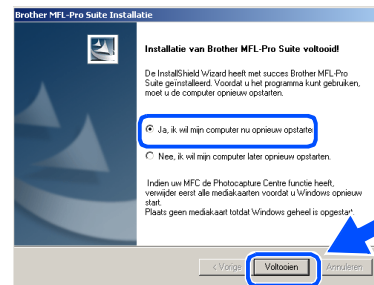 Brother MFL-Pro Suite Installatie
Installatie van Brother MFL-Pro Suite voltooid!
De InstallShield Wizard heeft met succes Brother MFL-Pro
Suite geïnstalleerd. Voordat u het programma kunt gebruiken,
moet u de computer opnieuw opstarten.
Ja, ik wil mijn computer nu opnieuw opstarten.
Nee, ik wil mijn computer later opnieuw opstarten.
Indien uw MFC de Photocapture Centre functie heeft,
verwijder eerst alle mediakaarten voordat u Windows opnieuw
start.
Plaats geen mediakaart totdat Windows geheel is opgestart.
< Vorige
Voltooien
Annuleren